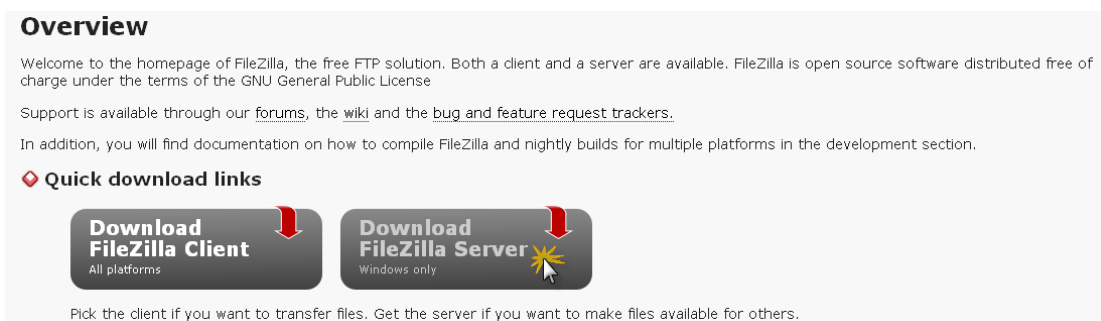 Overview
Welcome to the homepage of FileZilla, the free FTP solution. Both a client and a server are available. FileZilla is open source software distributed free of
charge under the terms of the GNU General Public License
Support is available through our forums, the wiki and the bug and feature request trackers.
In addition, you will find documentation on how to compile FileZilla and nightly builds for multiple platforms in the development section.
Quick download links
Download
FileZilla Client
All platforms
Download
FileZilla Server
Windows only
Pick the client if you want to transfer files. Get the server if you want to make files available for others.